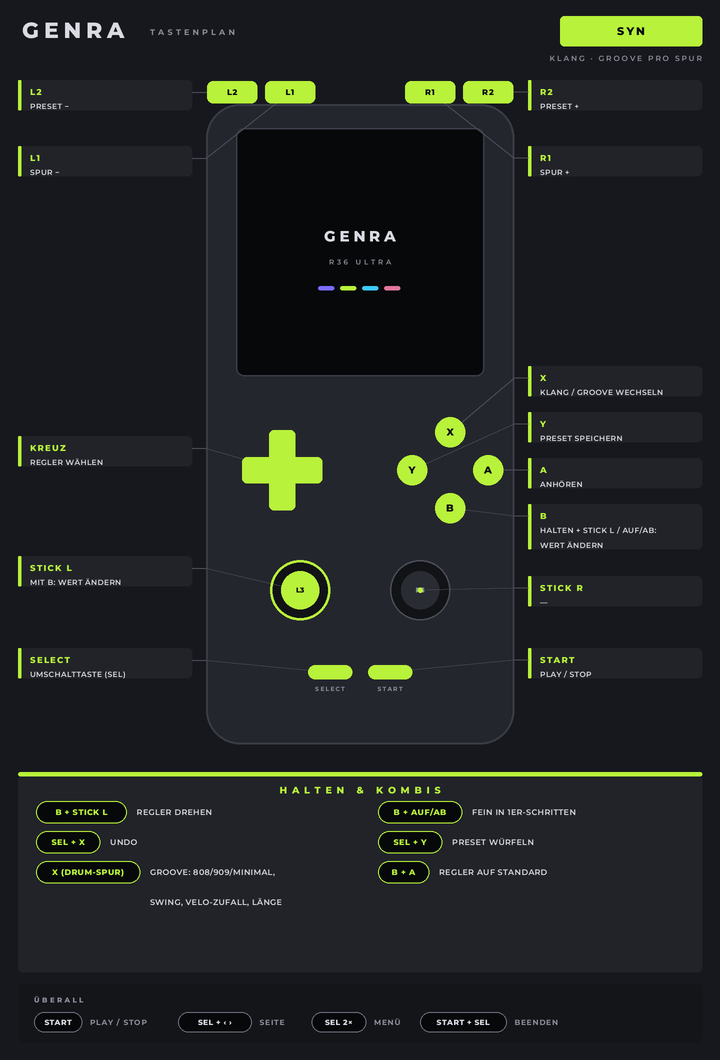 GENRA TASTENPLAN
SYN
KLANG · GROOVE PRO SPUR
L2
PRESET −
L2
L1
R1
R2
R2
PRESET +
L1
SPUR −
R1
SPUR +
GENRA
R36 ULTRA
X
KLANG / GROOVE WECHSELN
Y
PRESET SPEICHERN
A
ANHÖREN
B
HALTEN + STICK L / AUF/AB:
WERT ÄNDERN
KREUZ
REGLER WÄHLEN
X
Y
A
B
STICK L
MIT B: WERT ÄNDERN
L3
STICK R
—
SELECT
UMSCHALTTASTE (SEL)
SELECT
START
START
PLAY / STOP
HALTEN & KOMBIS
B + STICK L REGLER DREHEN
B + AUF/AB FEIN IN 1ER-SCHRITTEN
SEL + X UNDO
SEL + Y PRESET WÜRFELN
X (DRUM-SPUR) GROOVE: 808/909/MINIMAL,
SWING, VELO-ZUFALL, LÄNGE
B + A REGLER AUF STANDARD
ÜBERALL
START PLAY / STOP SEL + ‹ › SEITE SEL 2× MENÜ START + SEL BEENDEN